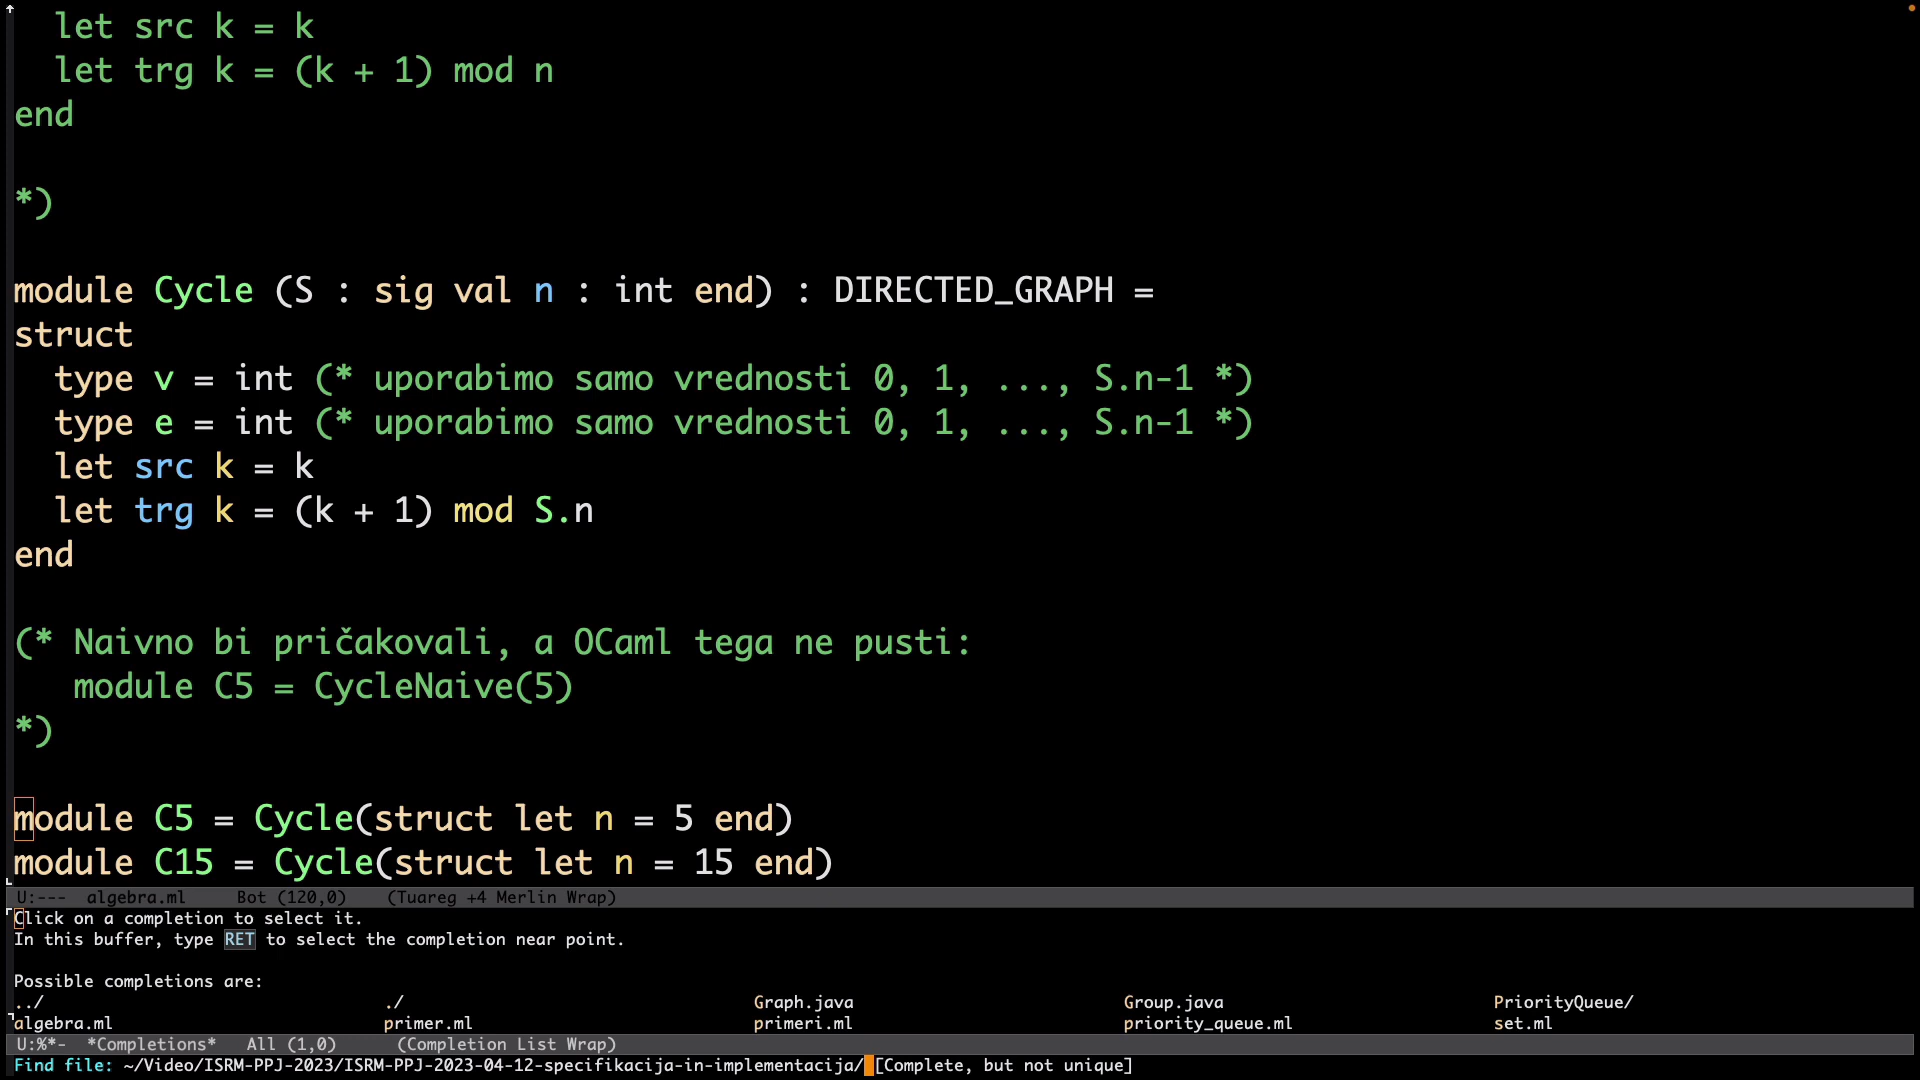 let src k = k
let trg k = (k + 1) mod n
end
*)
module Cycle (S : sig val n : int end) : DIRECTED_GRAPH =
struct
type v = int (* uporabimo samo vrednosti 0, 1, ..., S.n-1 *)
type e = int (* uporabimo samo vrednosti 0, 1, ..., S.n-1 *)
let src k = k
let trg k = (k + 1) mod S.n
end
(* Naivno bi pričakovali, a OCaml tega ne pusti:
module C5 = CycleNaive(5)
*)
module C5 = Cycle(struct let n = 5 end)
module C15 = Cycle(struct let n = 15 end)
U:--- algebra.ml Bot (120,0) (Tuareg +4 Merlin Wrap)
Click on a completion to select it.
In this buffer, type RET to select the completion near point.
Possible completions are:
../ ./ Graph.java Group.java PriorityQueue/
algebra.ml primer.ml primeri.ml priority_queue.ml set.ml
U:%*- *Completions* All (1,0) (Completion List Wrap)
Find file: ~/Video/ISRM-PPJ-2023/ISRM-PPJ-2023-04-12-specifikacija-in-implementacija/ [Complete, but not unique]